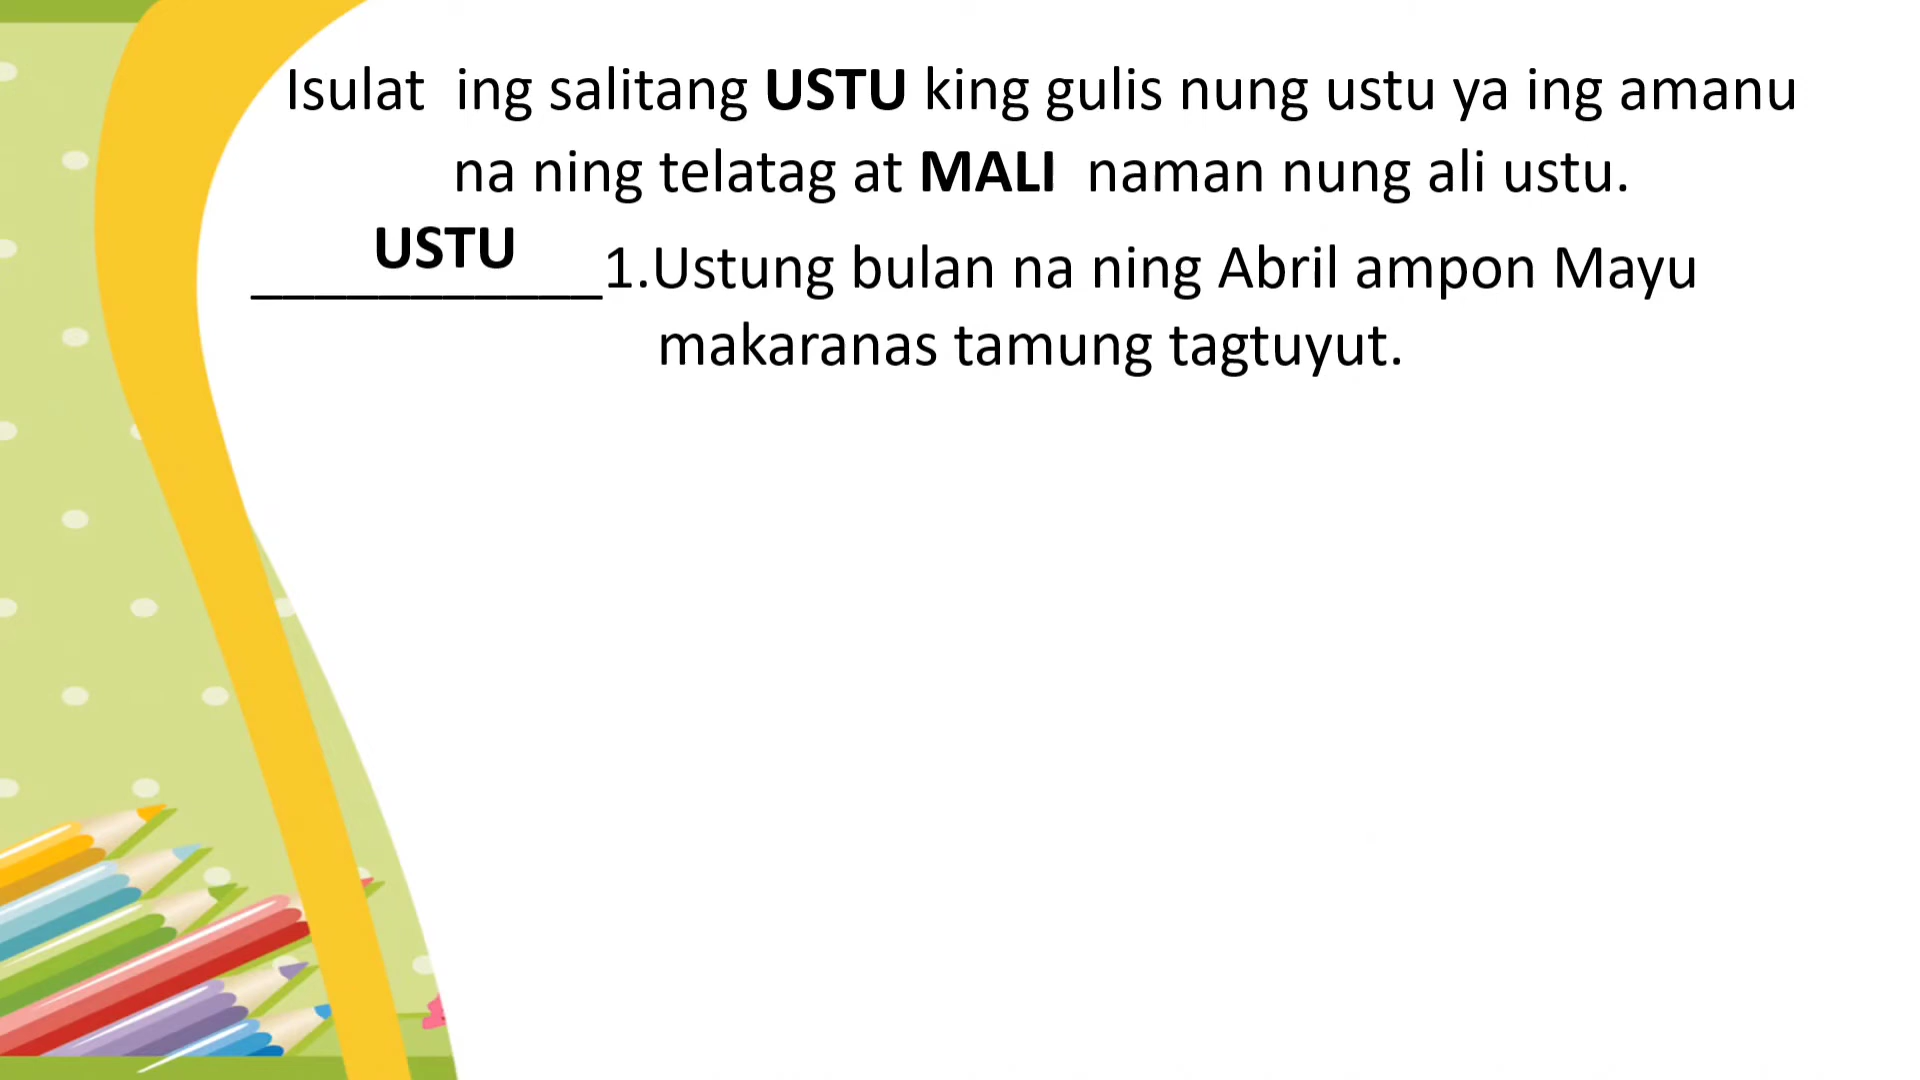 Isulat ing salitang USTU king gulis nung ustu ya ing amanu
na ning telatag at MALI naman nung ali ustu.
USTU
___________1.Ustung bulan na ning Abril ampon Mayu
makaranas tamung tagtuyut.